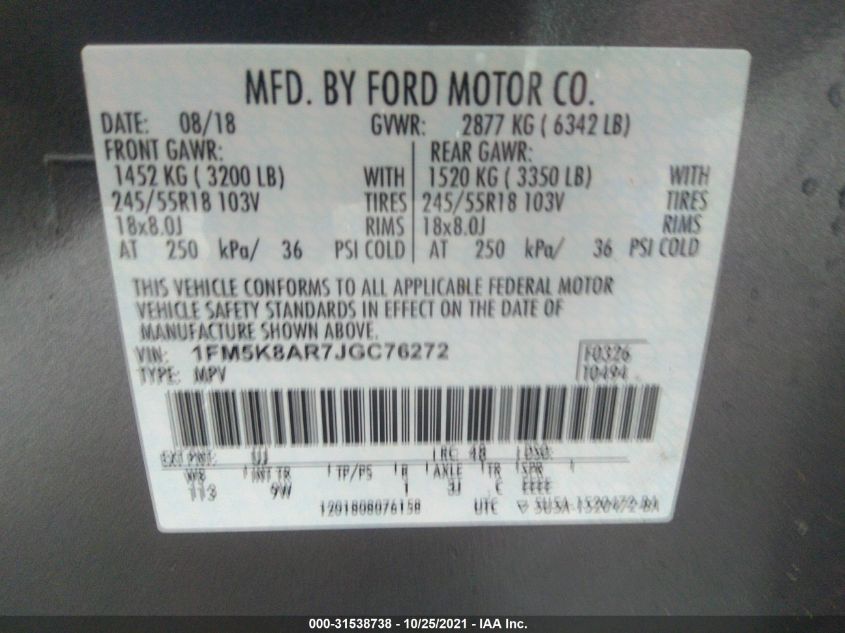 MFD. BY FORD MOTOR CO.
DATE: 08/18 GVWR: 2877 KG ( 6342 LB)
FRONT GAWR: REAR GAWR:
1452 KG ( 3200 LB) WITH 1520 KG ( 3350 LB) WITH
245/55R18 103V TIRES 245/55R18 103V TIRES
18x8.0J RIMS 18x8.0J RIMS
AT 250 kPa/ 36 PSI COLD AT 250 kPa/ 36 PSI COLD
THIS VEHICLE CONFORMS TO ALL APPLICABLE FEDERAL MOTOR
VEHICLE SAFETY STANDARDS IN EFFECT ON THE DATE OF
MANUFACTURE SHOWN ABOVE.
VIN: 1FM5K8AR7JGC76272 F0326
TYPE: MPV 10494
EXT PNT: UJ RC: 48 DSO:
WB INT TR TP/PS R AXLE TR SPR
113 9W 1 3J C EEEE
1201808076158 UTC ▽ 5U5A-1520472-BA
000-31538738 - 10/25/2021 - IAA Inc.